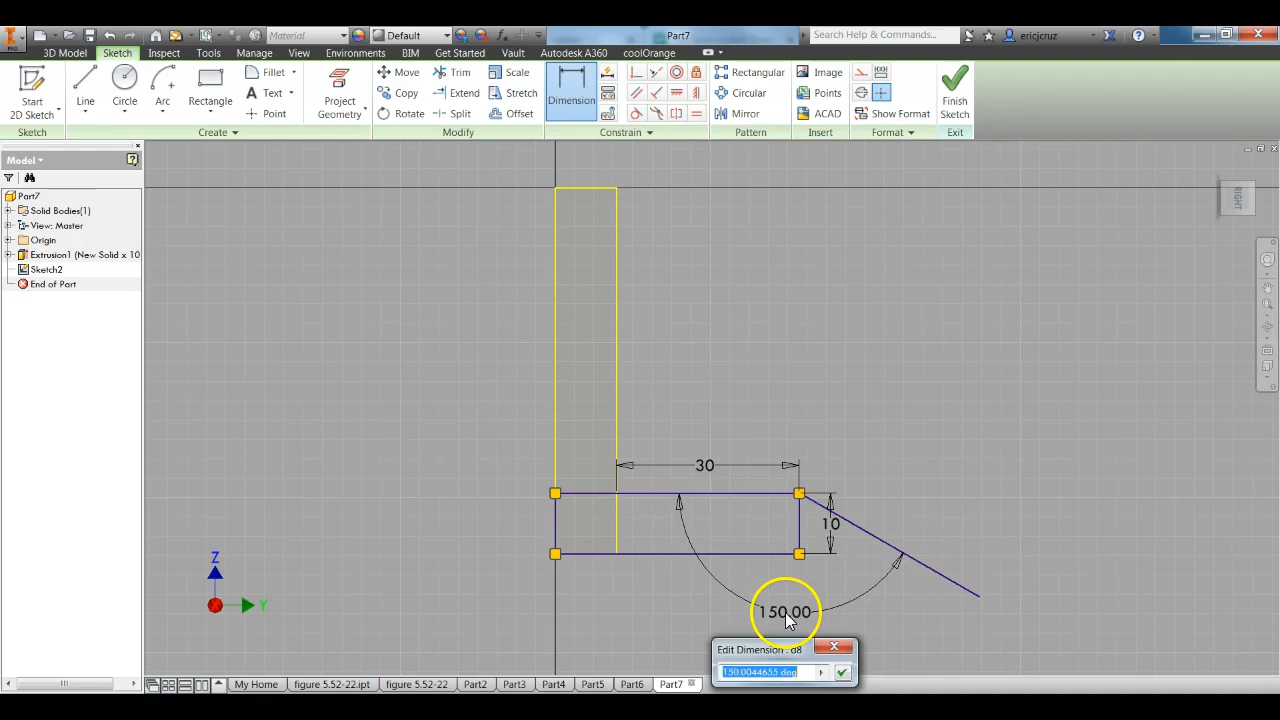 Material
Default
Part7
Search Help & Commands...
ericjcruz
PRO
3D Model Sketch Inspect Tools Manage View Environments BIM Get Started Vault Autodesk A360 coolOrange
Start
2D Sketch
Line
Circle
Arc
Rectangle
Fillet
Text
Point
Project
Geometry
Move
Copy
Rotate
Trim
Extend
Split
Scale
Stretch
Offset
Dimension
Rectangular
Circular
Mirror
Image
Points
ACAD
Show Format
Finish
Sketch
Sketch Create Modify Constrain Pattern Insert Format Exit
Model
Part7
Solid Bodies(1)
View: Master
Origin
Extrusion1 (New Solid x 10
Sketch2
End of Part
RIGHT
30
10
150.00
Z
Y
Edit Dimension : d8
150.0044655 deg
My Home figure 5.52-22.ipt figure 5.52-22 Part2 Part3 Part4 Part5 Part6 Part7